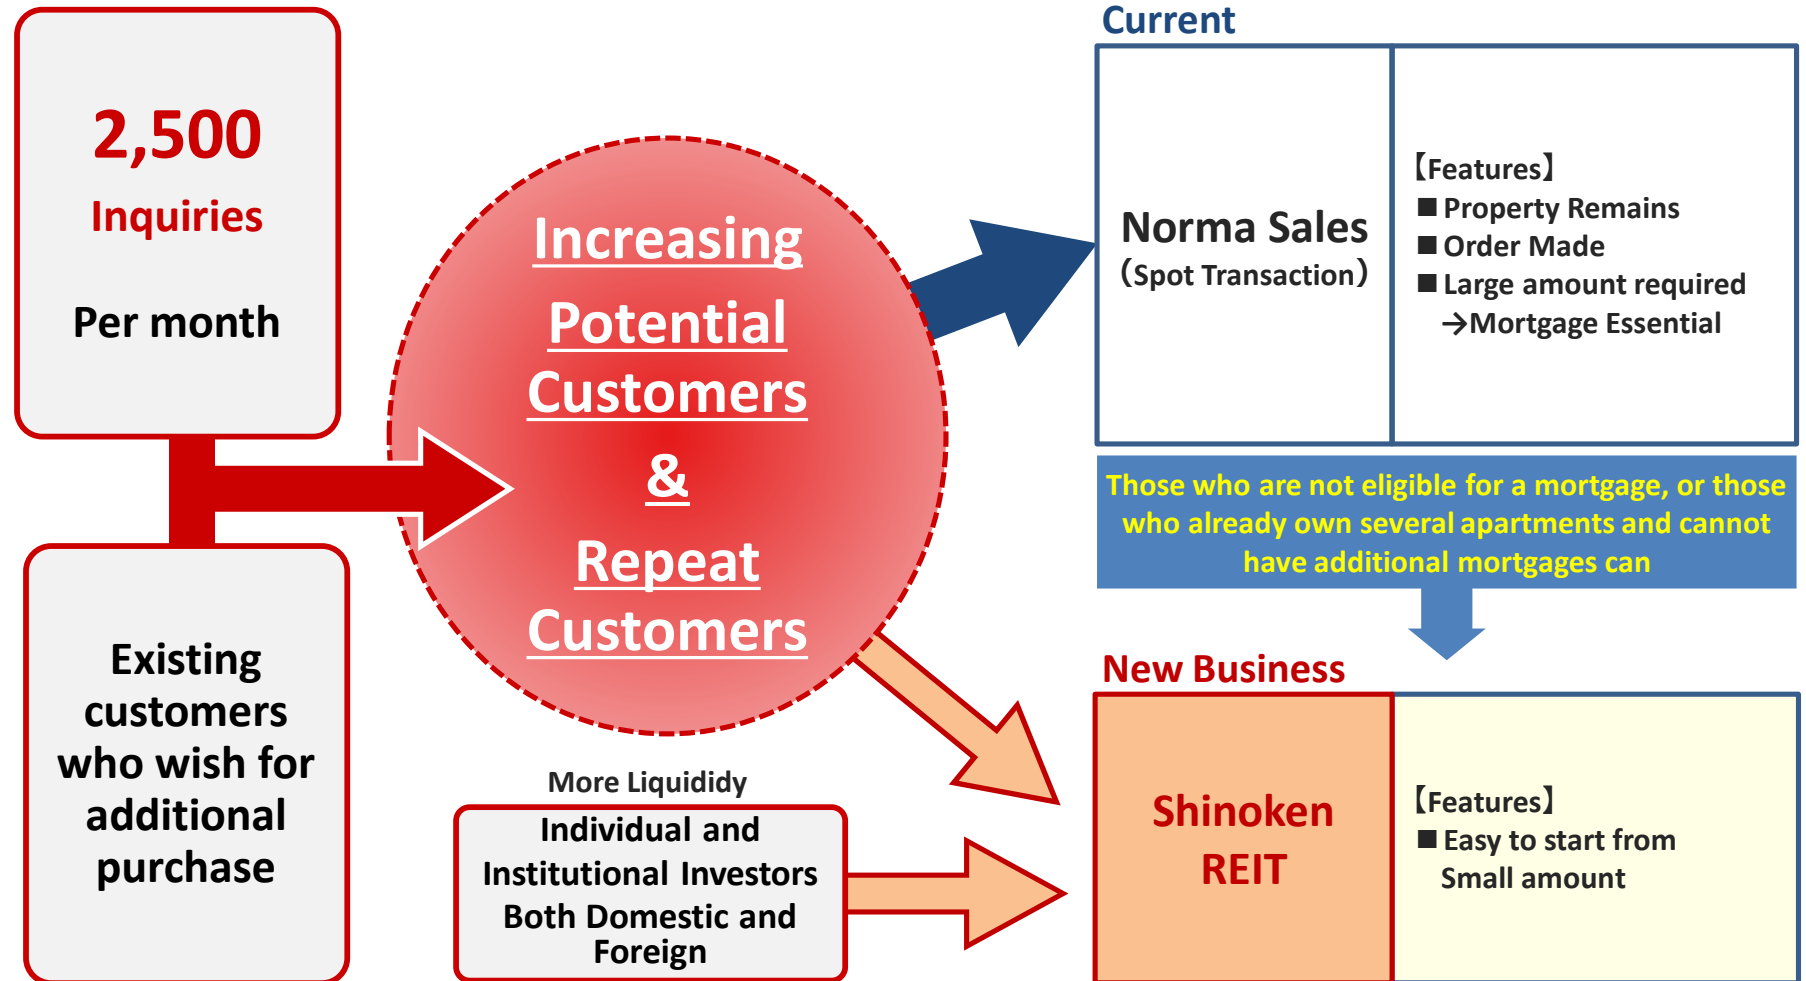 2,500
Inquiries
Per month
Existing
customers
who wish for
additional
purchase
Increasing
Potential
Customers
&
Repeat
Customers
More Liquididy
Individual and
Institutional Investors
Both Domestic and
Foreign
Current
Norma Sales
(Spot Transaction)
【Features】
■Property Remains
■Order Made
■Large amount required
→Mortgage Essential
Those who are not eligible for a mortgage, or those
who already own several apartments and cannot
have additional mortgages can
New Business
Shinoken
REIT
【Features】
■Easy to start from
Small amount